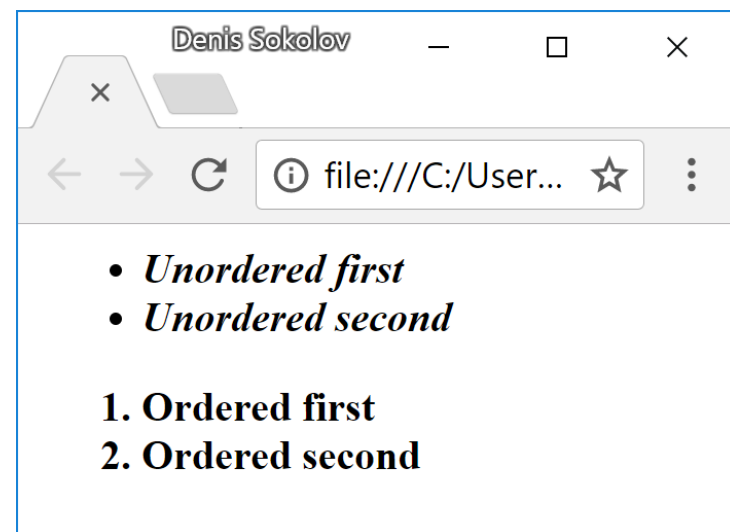 Denis Sokolov
file:///C:/User...
• Unordered first
• Unordered second
1. Ordered first
2. Ordered second